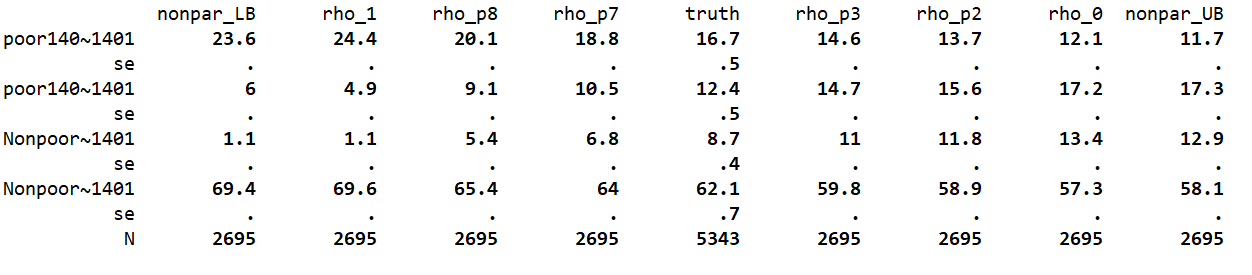 nonpar_LB rho_1 rho_p8 rho_p7 truth rho_p3 rho_p2 rho_0 nonpar_UB
poor140~1401 23.6 24.4 20.1 18.8 16.7 14.6 13.7 12.1 11.7
se . . . . .5 . . . .
poor140~1401 6 4.9 9.1 10.5 12.4 14.7 15.6 17.2 17.3
se . . . . .5 . . . .
Nonpoor~1401 1.1 1.1 5.4 6.8 8.7 11 11.8 13.4 12.9
se . . . . .4 . . . .
Nonpoor~1401 69.4 69.6 65.4 64 62.1 59.8 58.9 57.3 58.1
se . . . . .7 . . . .
N 2695 2695 2695 2695 5343 2695 2695 2695 2695